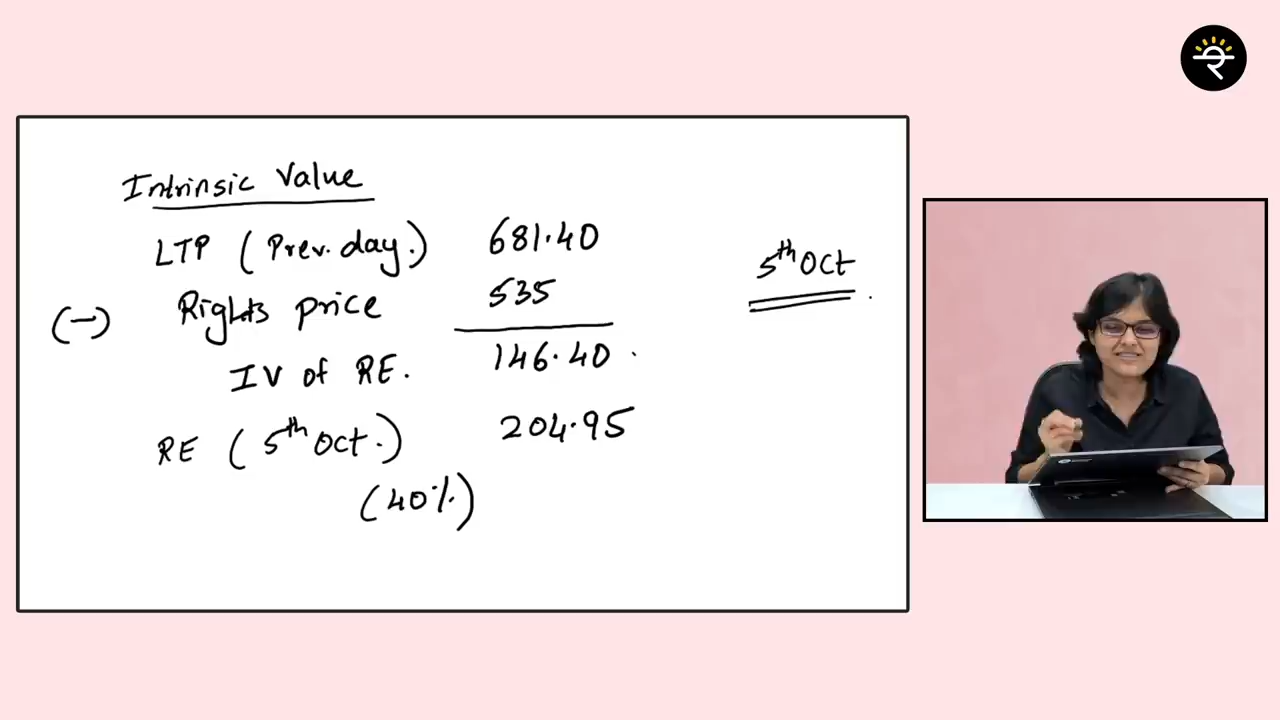 Intrinsic Value
LTP (Prev. day.) 681.40
(-) Rights price 535
IV of RE. 146.40
RE (5th Oct.) 204.95
(40%)
5th Oct